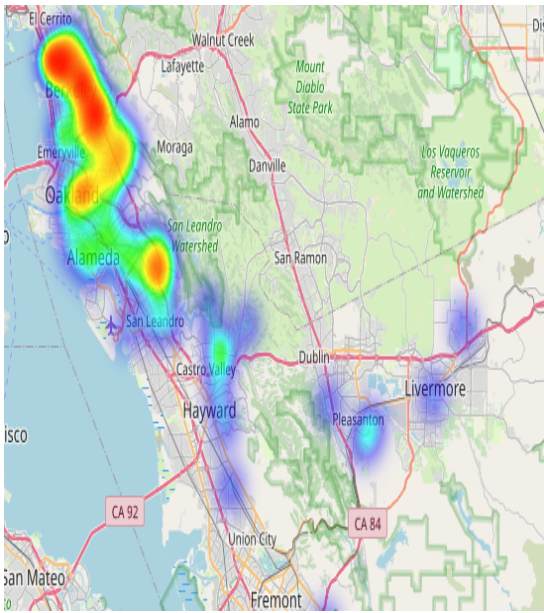 El Cerrito
Walnut Creek
Dis
Lafayette
Mount
Diablo
State Park
Berk
Alamo
Moraga
Emeryville
Los Vaqueros
Reservoir
and Watershed
Danville
Oakland
San Leandro
Watershed
Alameda
San Ramon
San Leandro
Dublin
Castro Valley
Livermore
Hayward
Pleasanton
isco
CA 92
CA 84
Union City
San Mateo
Fremont